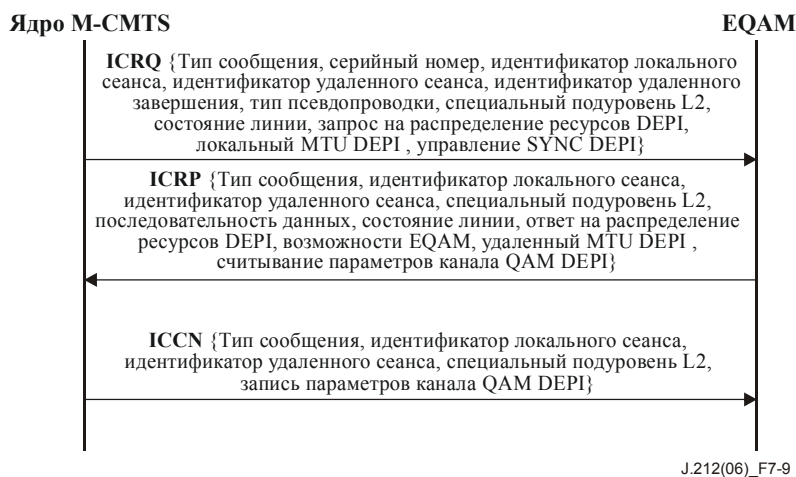 Ядро M-CMTS
EQAM
ICRQ {Тип сообщения, серийный номер, идентификатор локального
сеанса, идентификатор удаленного сеанса, идентификатор удаленного
завершения, тип псевдопроводки, специальный подуровень L2,
состояние линии, запрос на распределение ресурсов DEPI,
локальный MTU DEPI , управление SYNC DEPI}
ICRP {Тип сообщения, идентификатор локального сеанса,
идентификатор удаленного сеанса, специальный подуровень L2,
последовательность данных, состояние линии, ответ на распределение
ресурсов DEPI, возможности EQAM, удаленный MTU DEPI ,
считывание параметров канала QAM DEPI}
ICCN {Тип сообщения, идентификатор локального сеанса,
идентификатор удаленного сеанса, специальный подуровень L2,
запись параметров канала QAM DEPI}
J.212(06)_F7-9